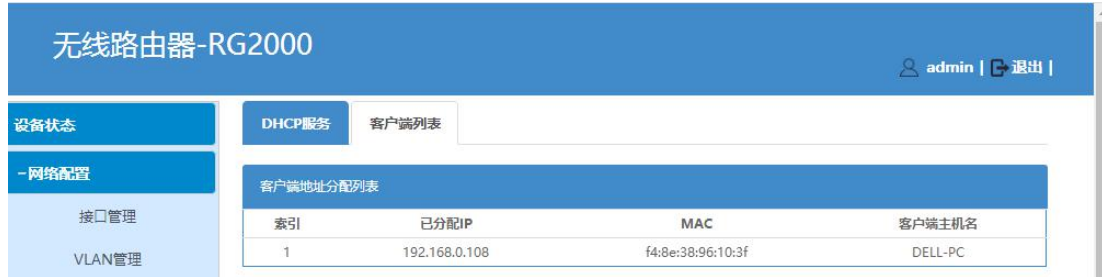 无线路由器-RG2000
admin | 退出 |
设备状态
DHCP服务 客户端列表
-网络配置
客户端地址分配列表
接口管理
索引 已分配IP MAC 客户端主机名
1 192.168.0.108 f4:8e:38:96:10:3f DELL-PC
VLAN管理